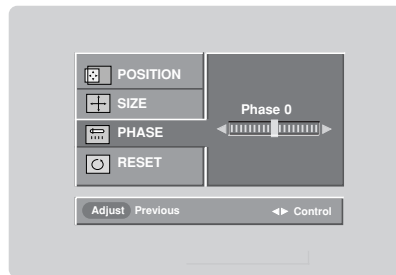 POSITION
SIZE
Phase 0
PHASE
RESET
Adjust Previous
◄► Control